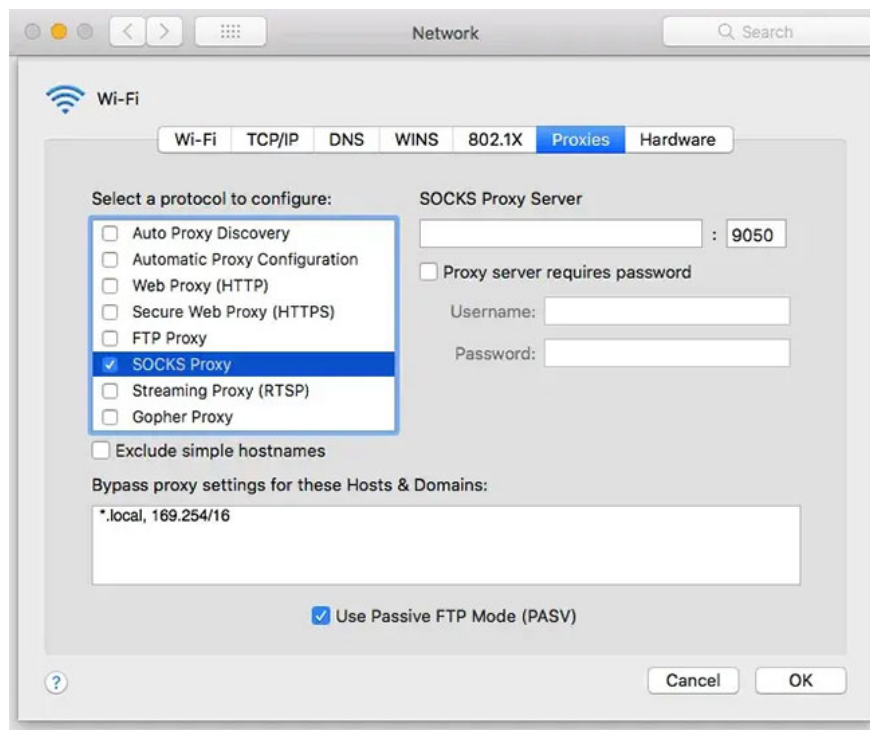 Network
Search
Wi-Fi
Wi-Fi TCP/IP DNS WINS 802.1X Proxies Hardware
Select a protocol to configure:
Auto Proxy Discovery
Automatic Proxy Configuration
Web Proxy (HTTP)
Secure Web Proxy (HTTPS)
FTP Proxy
SOCKS Proxy
Streaming Proxy (RTSP)
Gopher Proxy
Exclude simple hostnames
SOCKS Proxy Server
: 9050
Proxy server requires password
Username:
Password:
Bypass proxy settings for these Hosts & Domains:
*.local, 169.254/16
Use Passive FTP Mode (PASV)
?
Cancel OK